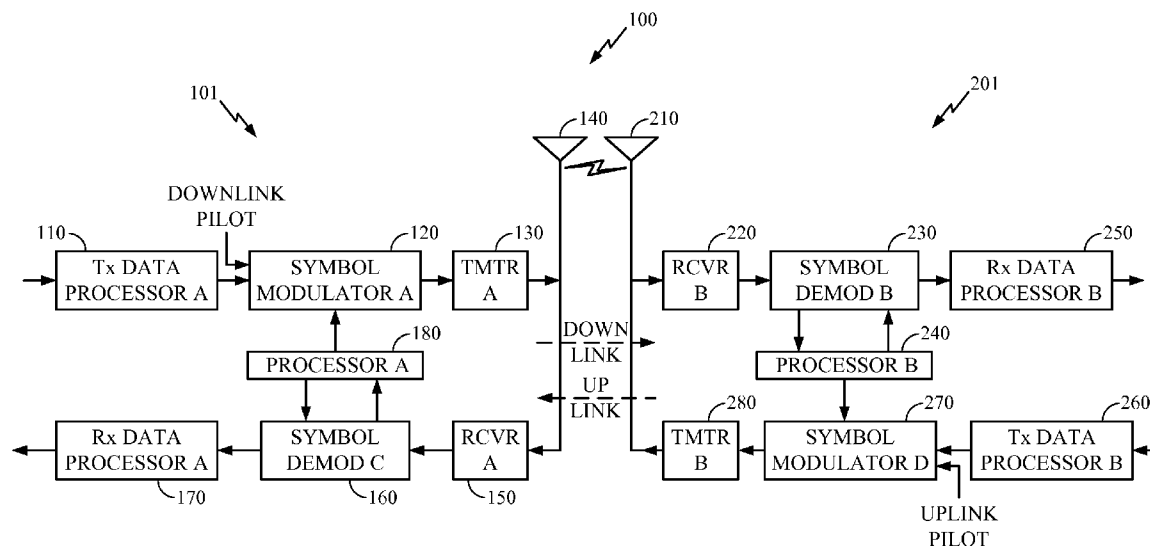 100
101
201
140
210
DOWNLINK
PILOT
110
120
130
220
230
250
Tx DATA
PROCESSOR A
SYMBOL
MODULATOR A
TMTR
A
RCVR
B
SYMBOL
DEMOD B
Rx DATA
PROCESSOR B
180
DOWN
LINK
240
PROCESSOR A
PROCESSOR B
UP
LINK
280
270
260
Rx DATA
PROCESSOR A
SYMBOL
DEMOD C
RCVR
A
TMTR
B
SYMBOL
MODULATOR D
Tx DATA
PROCESSOR B
170
160
150
UPLINK
PILOT